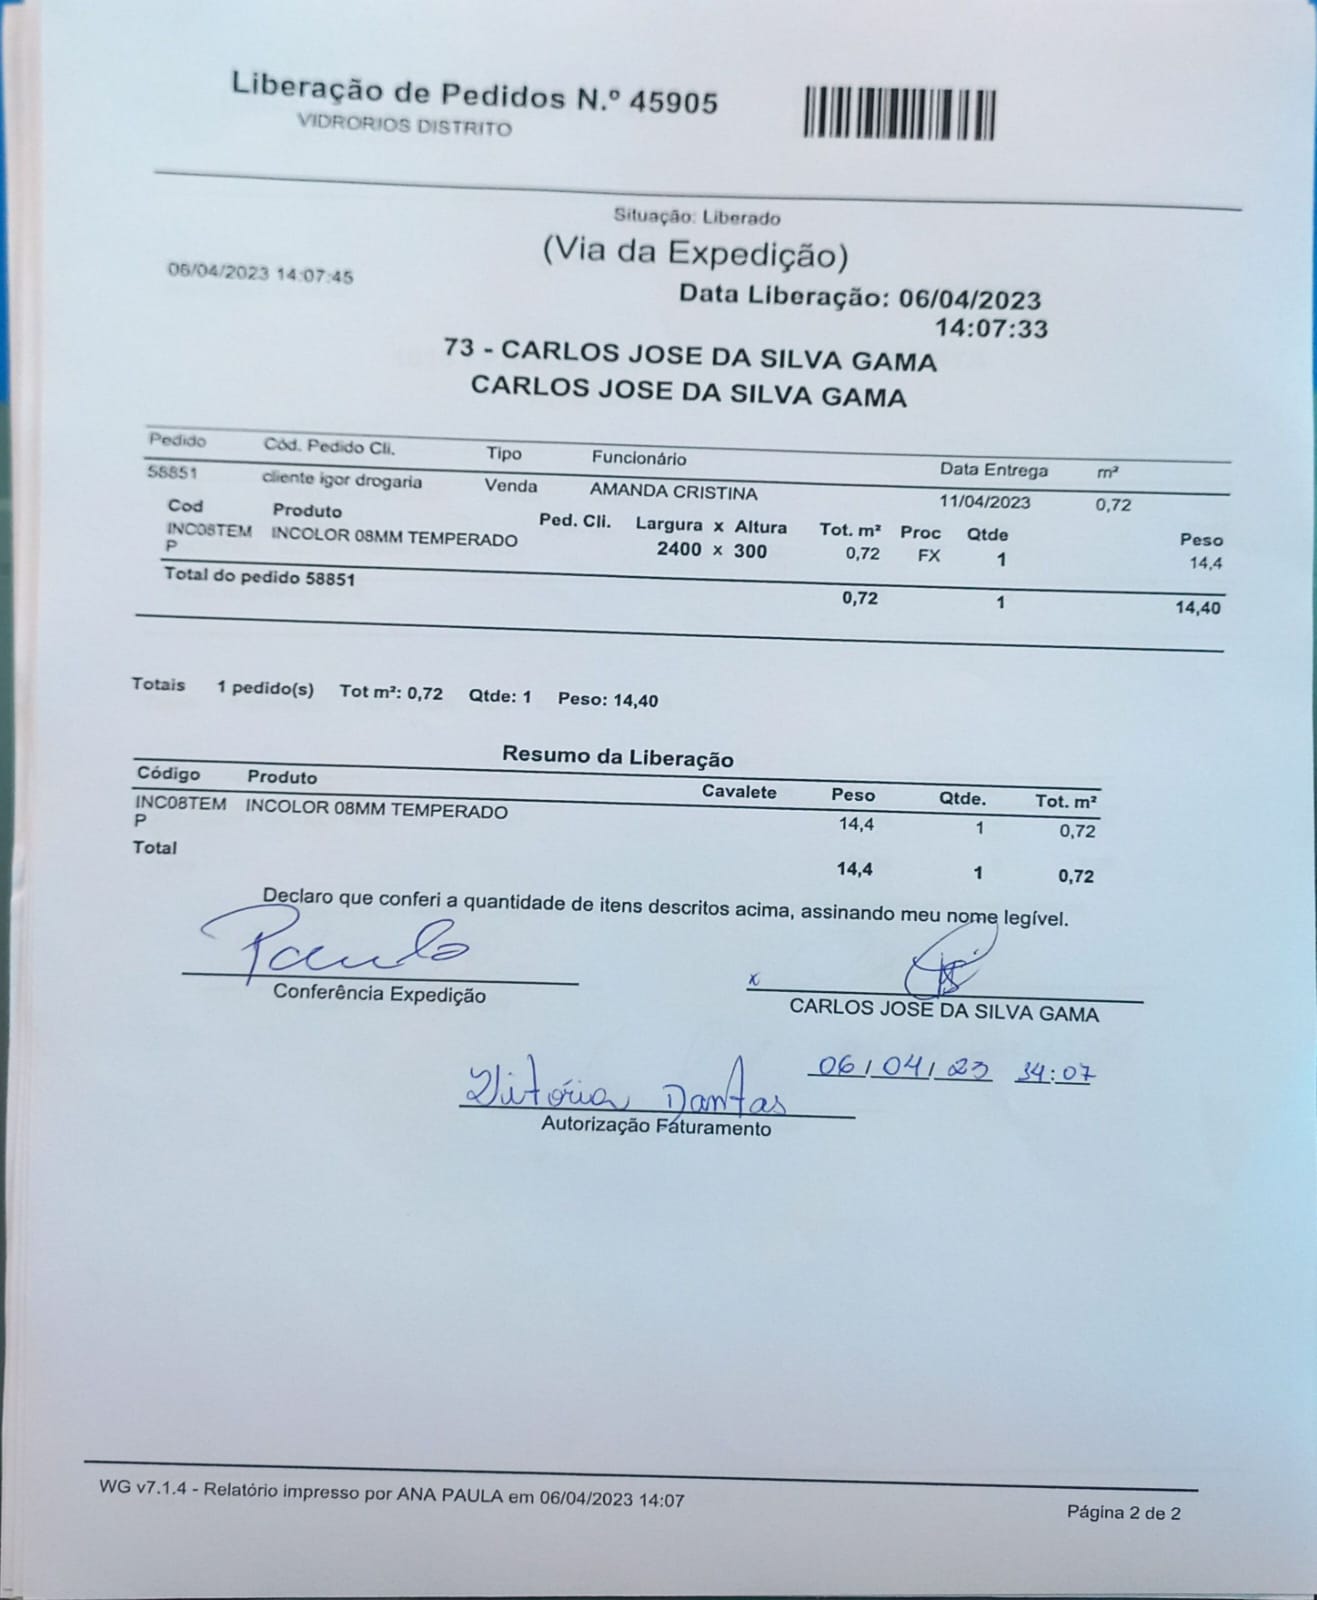 Liberação de Pedidos N.º 45905
VIDRORIOS DISTRITO
Situação: Liberado
(Via da Expedição)
06/04/2023 14:07:45
Data Liberação: 06/04/2023
14:07:33
73 - CARLOS JOSE DA SILVA GAMA
CARLOS JOSE DA SILVA GAMA
Pedido Cód. Pedido Cli. Tipo Funcionário Data Entrega m²
58851 cliente igor drogaria Venda AMANDA CRISTINA 11/04/2023 0,72
Cod Produto Ped. Cli. Largura x Altura Tot. m² Proc Qtde Peso
INC08TEM INCOLOR 08MM TEMPERADO 2400 x 300 0,72 FX 1 14,4
P
Total do pedido 58851 0,72 1 14,40
Totais 1 pedido(s) Tot m²: 0,72 Qtde: 1 Peso: 14,40
Resumo da Liberação
Código Produto Cavalete Peso Qtde. Tot. m²
INC08TEM INCOLOR 08MM TEMPERADO 14,4 1 0,72
P
Total 14,4 1 0,72
Declaro que conferi a quantidade de itens descritos acima, assinando meu nome legível.
Paulo x
Conferência Expedição CARLOS JOSE DA SILVA GAMA
Vitória Dantas 06/04/23 14:07
Autorização Faturamento
WG v7.1.4 - Relatório impresso por ANA PAULA em 06/04/2023 14:07
Página 2 de 2